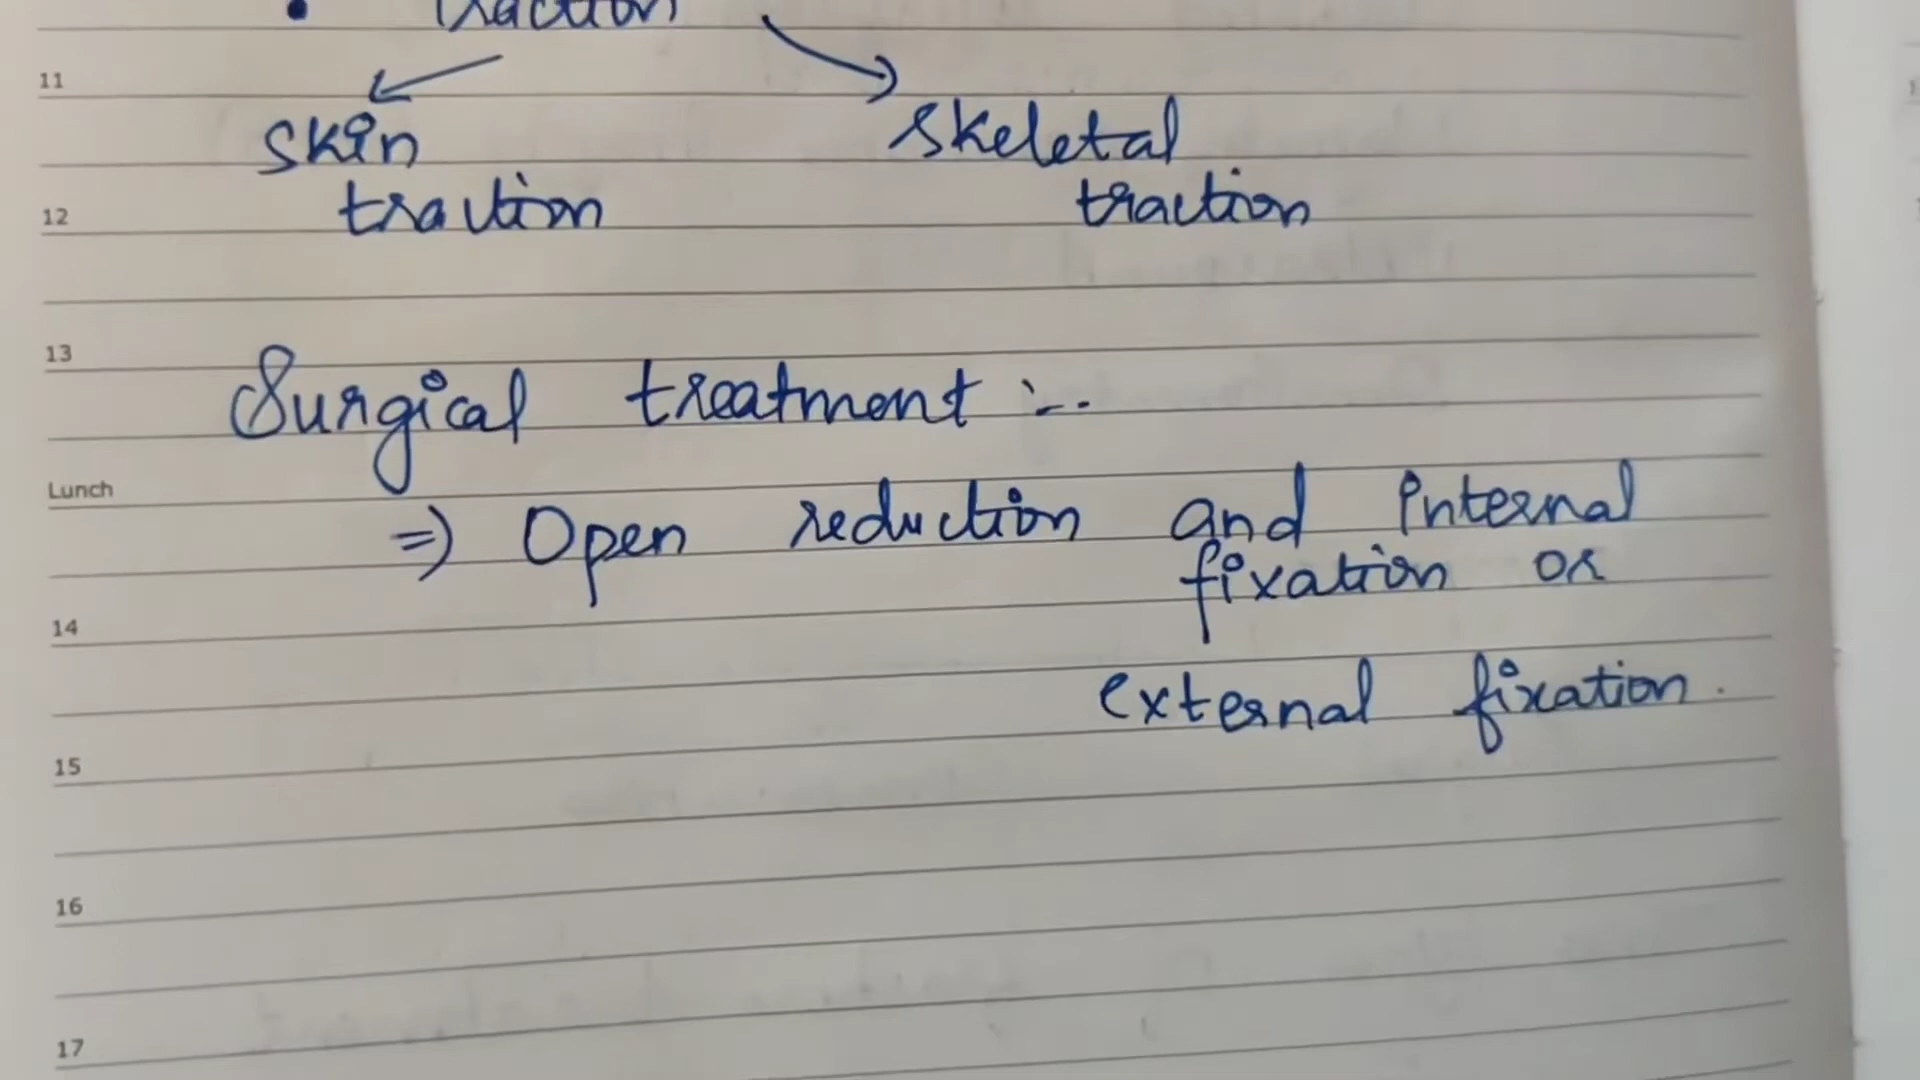 • traction
11
skin
skeletal
traction
traction
12
13
Surgical treatment :-
Lunch
=) Open reduction and internal
fixation or
14
external fixation.
15
16
17